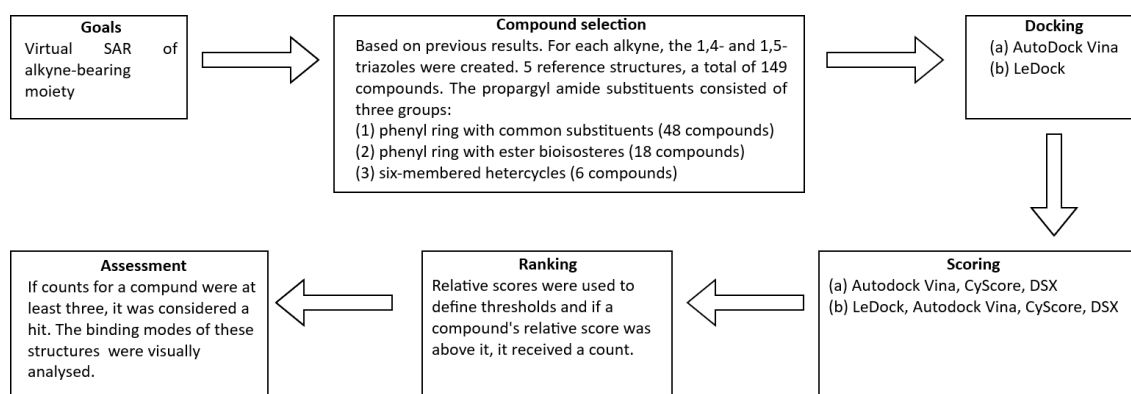 Goals
Virtual SAR of
alkyne-bearing
moiety
Compound selection
Based on previous results. For each alkyne, the 1,4- and 1,5-
triazoles were created. 5 reference structures, a total of 149
compounds. The propargyl amide substituents consisted of
three groups:
(1) phenyl ring with common substituents (48 compounds)
(2) phenyl ring with ester bioisosteres (18 compounds)
(3) six-membered hetercycles (6 compounds)
Docking
(a) AutoDock Vina
(b) LeDock
Scoring
(a) Autodock Vina, CyScore, DSX
(b) LeDock, Autodock Vina, CyScore, DSX
Ranking
Relative scores were used to
define thresholds and if a
compound's relative score was
above it, it received a count.
Assessment
If counts for a compund were at
least three, it was considered a
hit. The binding modes of these
structures were visually
analysed.